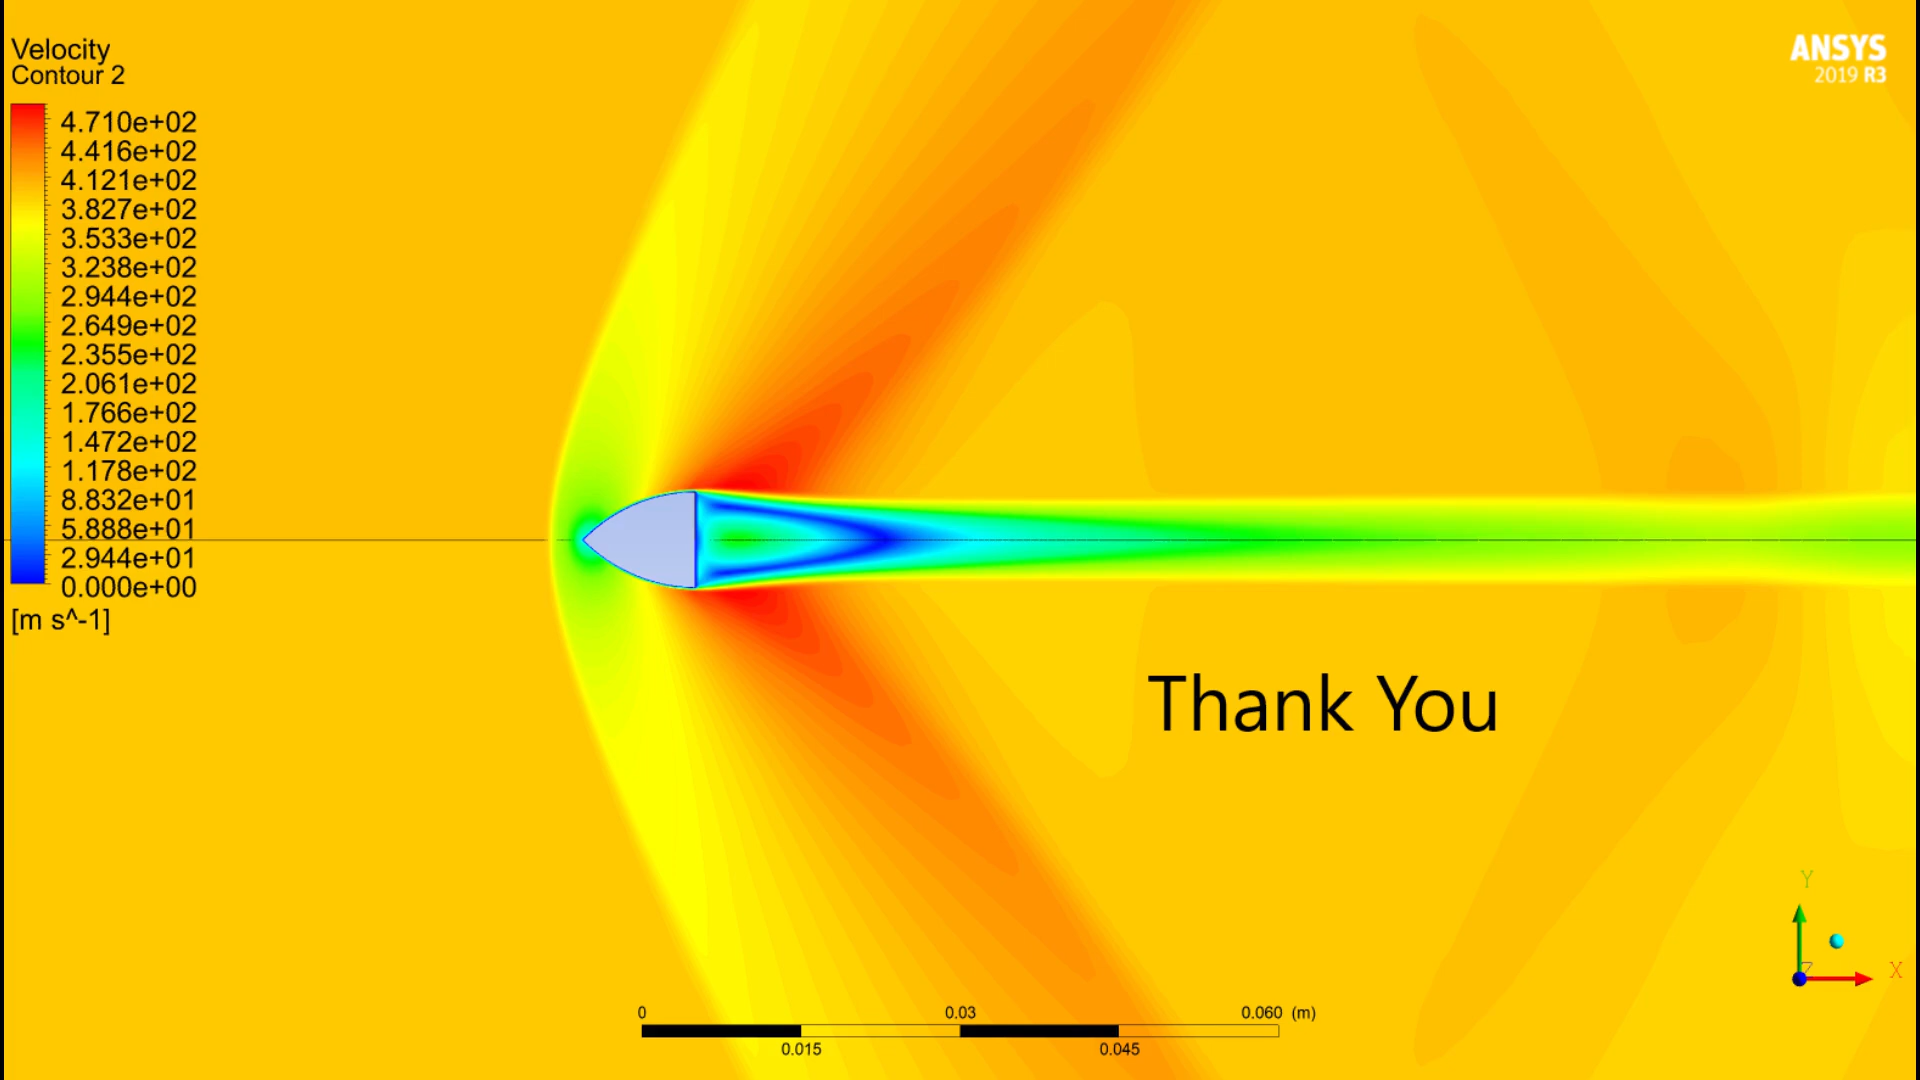 Velocity
Contour 2
4.710e+02
4.416e+02
4.121e+02
3.827e+02
3.533e+02
3.238e+02
2.944e+02
2.649e+02
2.355e+02
2.061e+02
1.766e+02
1.472e+02
1.178e+02
8.832e+01
5.888e+01
2.944e+01
0.000e+00
[m s^-1]
ANSYS
2019 R3
Thank You
Y
Z
X
0 0.03 0.060 (m)
0.015 0.045